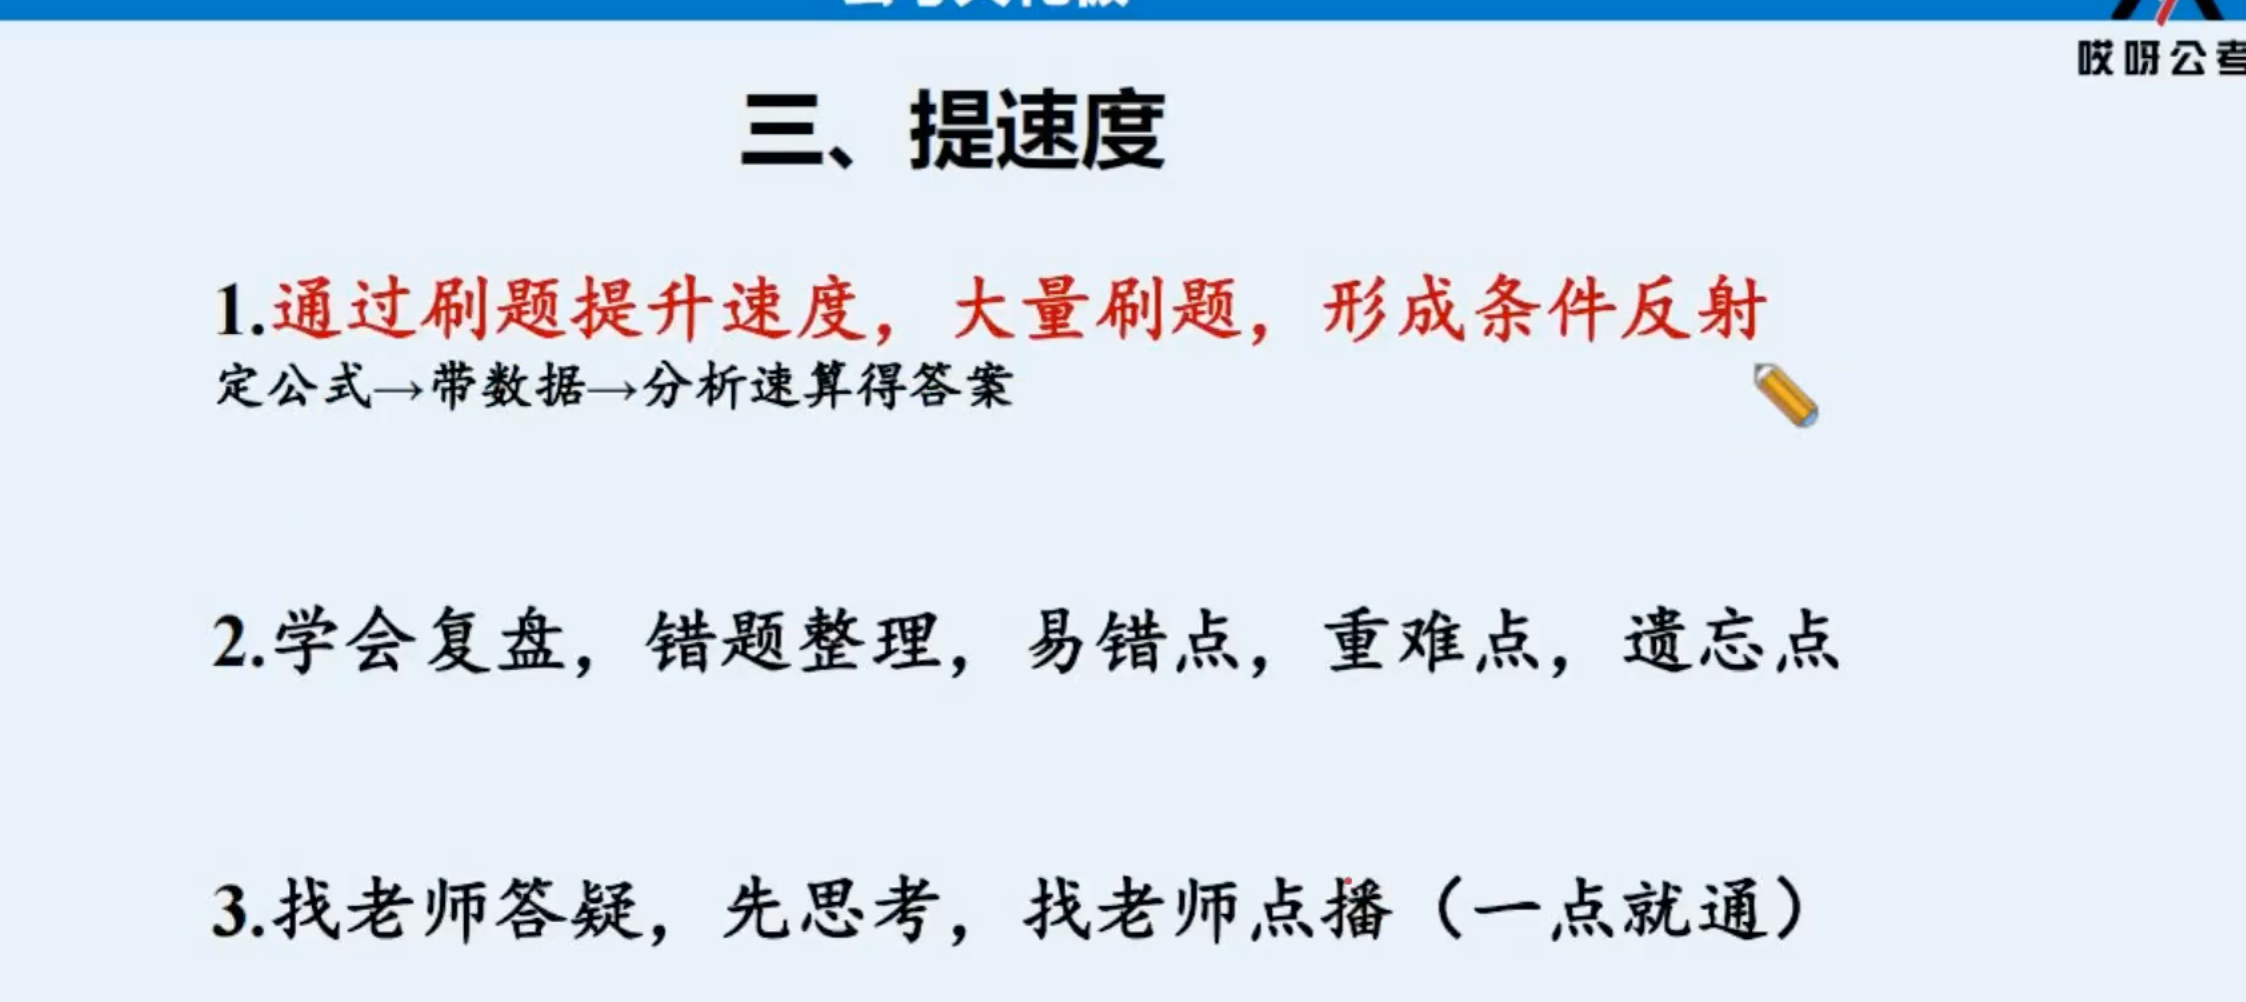 哎呀公考
三、提速度
1.通过刷题提升速度，大量刷题，形成条件反射
定公式→带数据→分析速算得答案
2.学会复盘，错题整理，易错点，重难点，遗忘点
3.找老师答疑，先思考，找老师点播（一点就通）